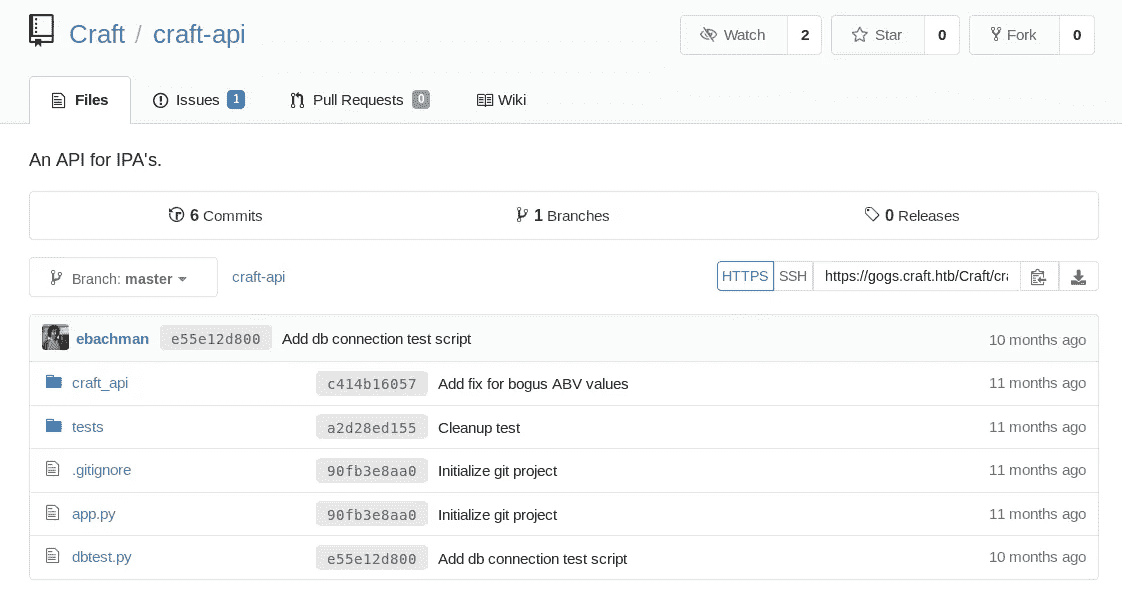 Craft / craft-api Watch 2 Star 0 Fork 0
Files Issues 1 Pull Requests 0 Wiki
An API for IPA's.
6 Commits 1 Branches 0 Releases
Branch: master craft-api HTTPS SSH https://gogs.craft.htb/Craft/cra
ebachman e55e12d800 Add db connection test script 10 months ago
craft_api c414b16057 Add fix for bogus ABV values 11 months ago
tests a2d28ed155 Cleanup test 11 months ago
.gitignore 90fb3e8aa0 Initialize git project 11 months ago
app.py 90fb3e8aa0 Initialize git project 11 months ago
dbtest.py e55e12d800 Add db connection test script 10 months ago